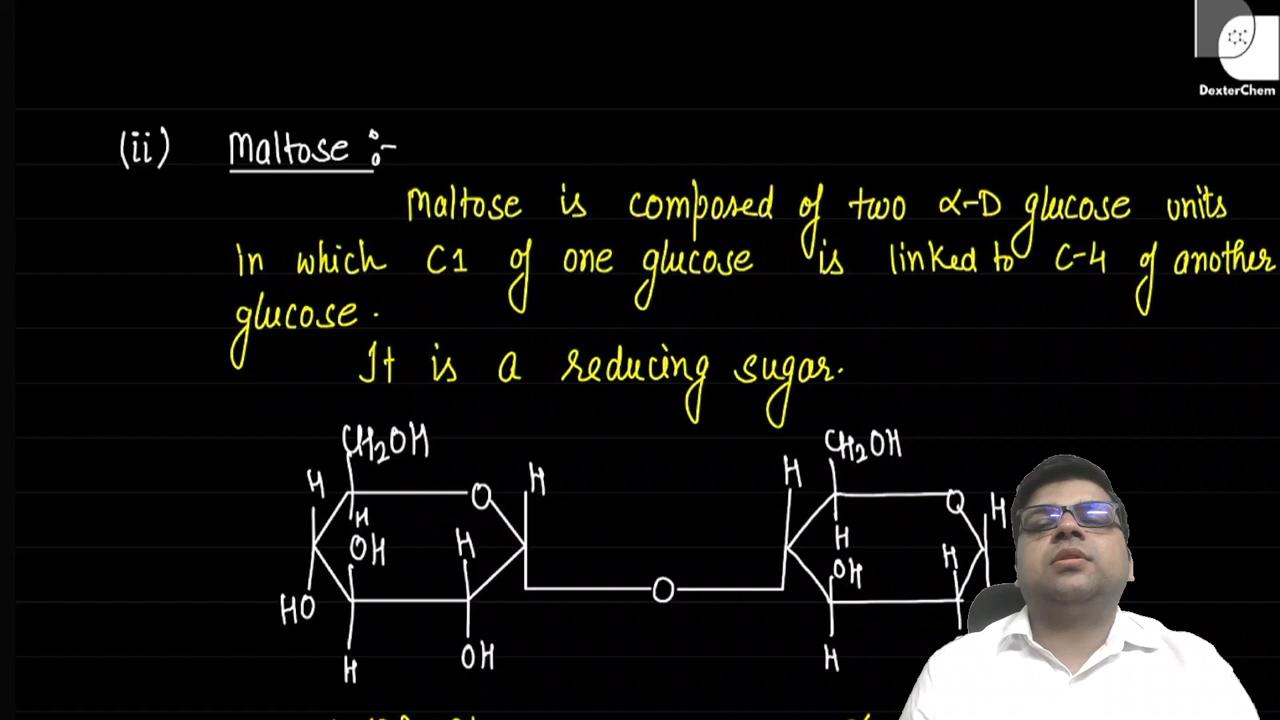 DexterChem
(ii) Maltose :-
Maltose is composed of two α-D glucose units
in which C1 of one glucose is linked to C-4 of another
glucose.
It is a reducing sugar.
CH2OH CH2OH
H O H H O H
H H
OH H OH H
HO O
H OH H